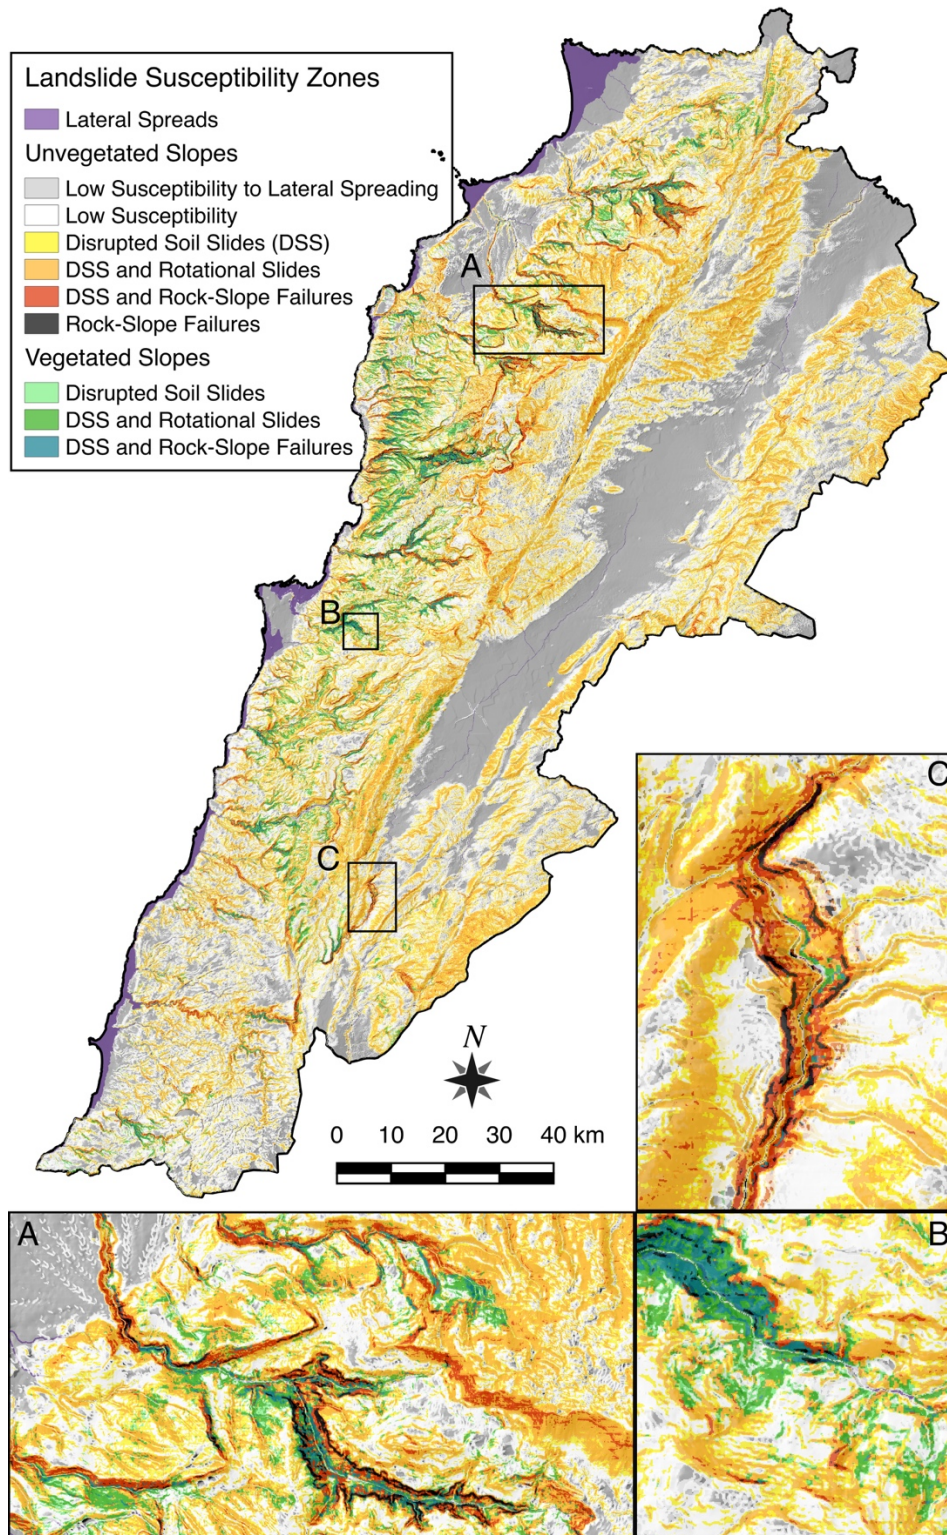 Landslide Susceptibility Zones
Lateral Spreads
Unvegetated Slopes
Low Susceptibility to Lateral Spreading
Low Susceptibility
Disrupted Soil Slides (DSS)
DSS and Rotational Slides
DSS and Rock-Slope Failures
Rock-Slope Failures
Vegetated Slopes
Disrupted Soil Slides
DSS and Rotational Slides
DSS and Rock-Slope Failures
A
B
C
N
0 10 20 30 40 km
C
A
B